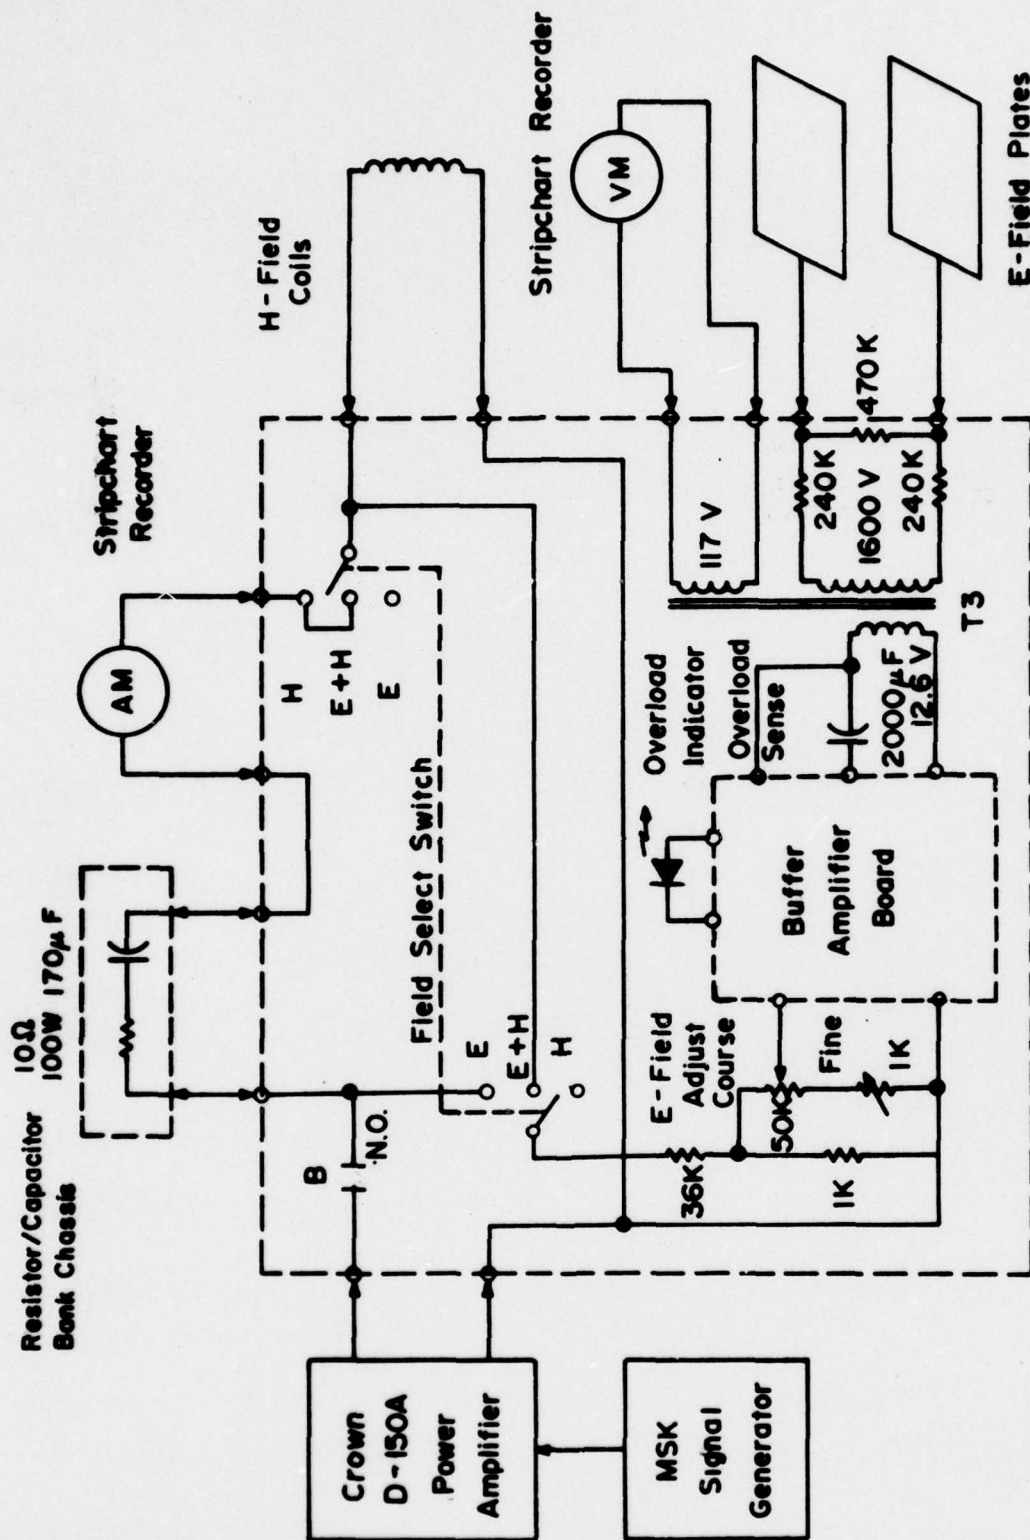 Resistor/Capacitor
Bank Chassis
10Ω
100W 170µF
AM
Stripchart
Recorder
H-Field
Coils
Crown
D-150A
Power
Amplifier
MSK
Signal
Generator
B
N.O.
Field Select Switch
H
E+H
E
E
E+H
H
36K
1K
E-Field
Adjust
Course
50K
Fine
1K
Buffer
Amplifier
Board
Overload
Indicator
Overload
Sense
2000µF
12.6 V
T3
117 V
240K
1600 V
240K
470K
Stripchart Recorder
VM
E-Field Plates